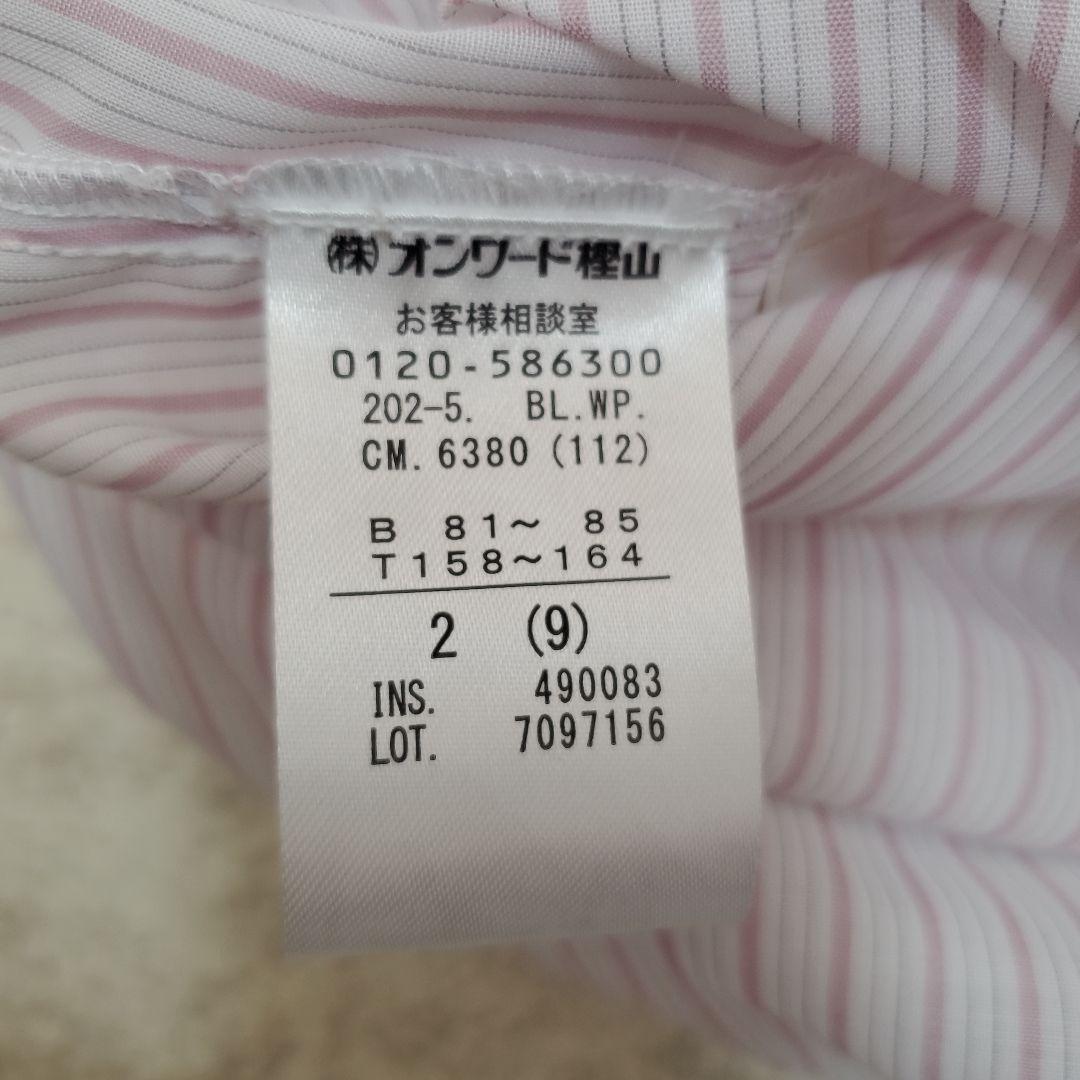 ㈱オンワード樫山
お客様相談室
0120-586300
202-5. BL.WP.
CM. 6380 (112)
B 81～ 85
T158～164
2 (9)
INS. 490083
LOT. 7097156